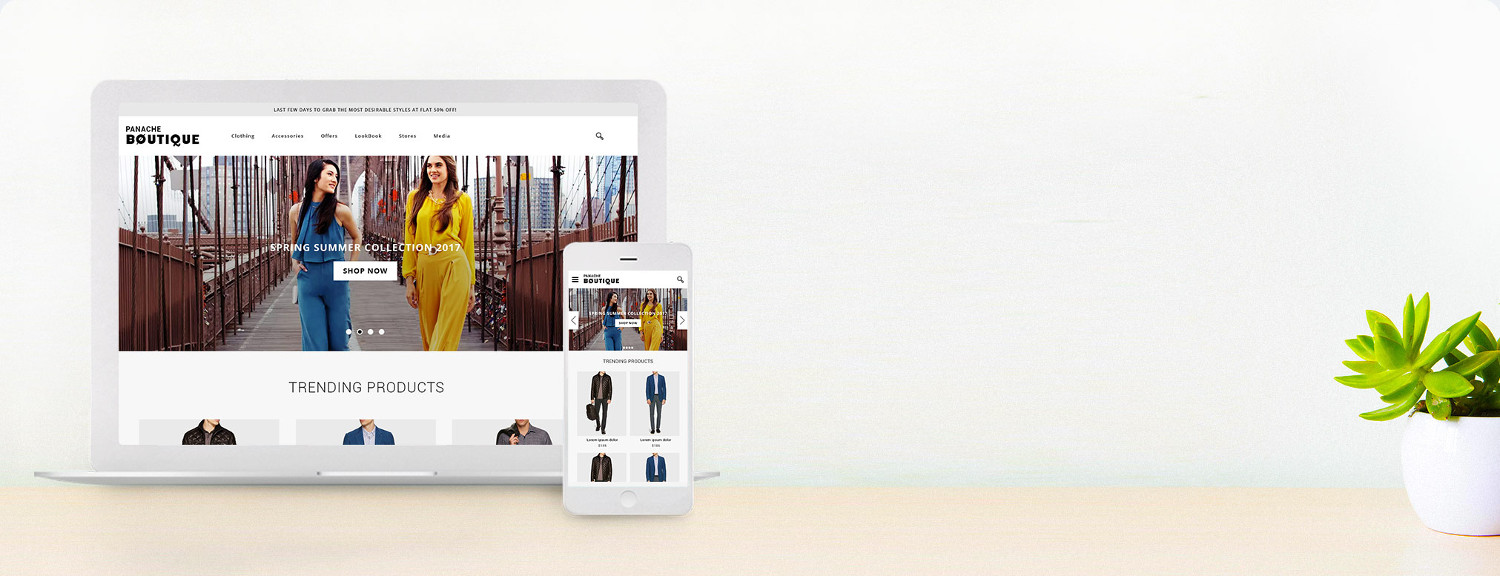 LAST FEW DAYS TO GRAB THE MOST DESIRABLE STYLES AT FLAT 50% OFF!
PANACHE
BØUTIQUE
Clothing Accessories Offers LookBook Stores Media
SPRING SUMMER COLLECTION 2017
SHOP NOW
TRENDING PRODUCTS
PANACHE
BØUTIQUE
SPRING SUMMER COLLECTION 2017
SHOP NOW
TRENDING PRODUCTS
Lorem ipsum dolor Lorem ipsum dolor